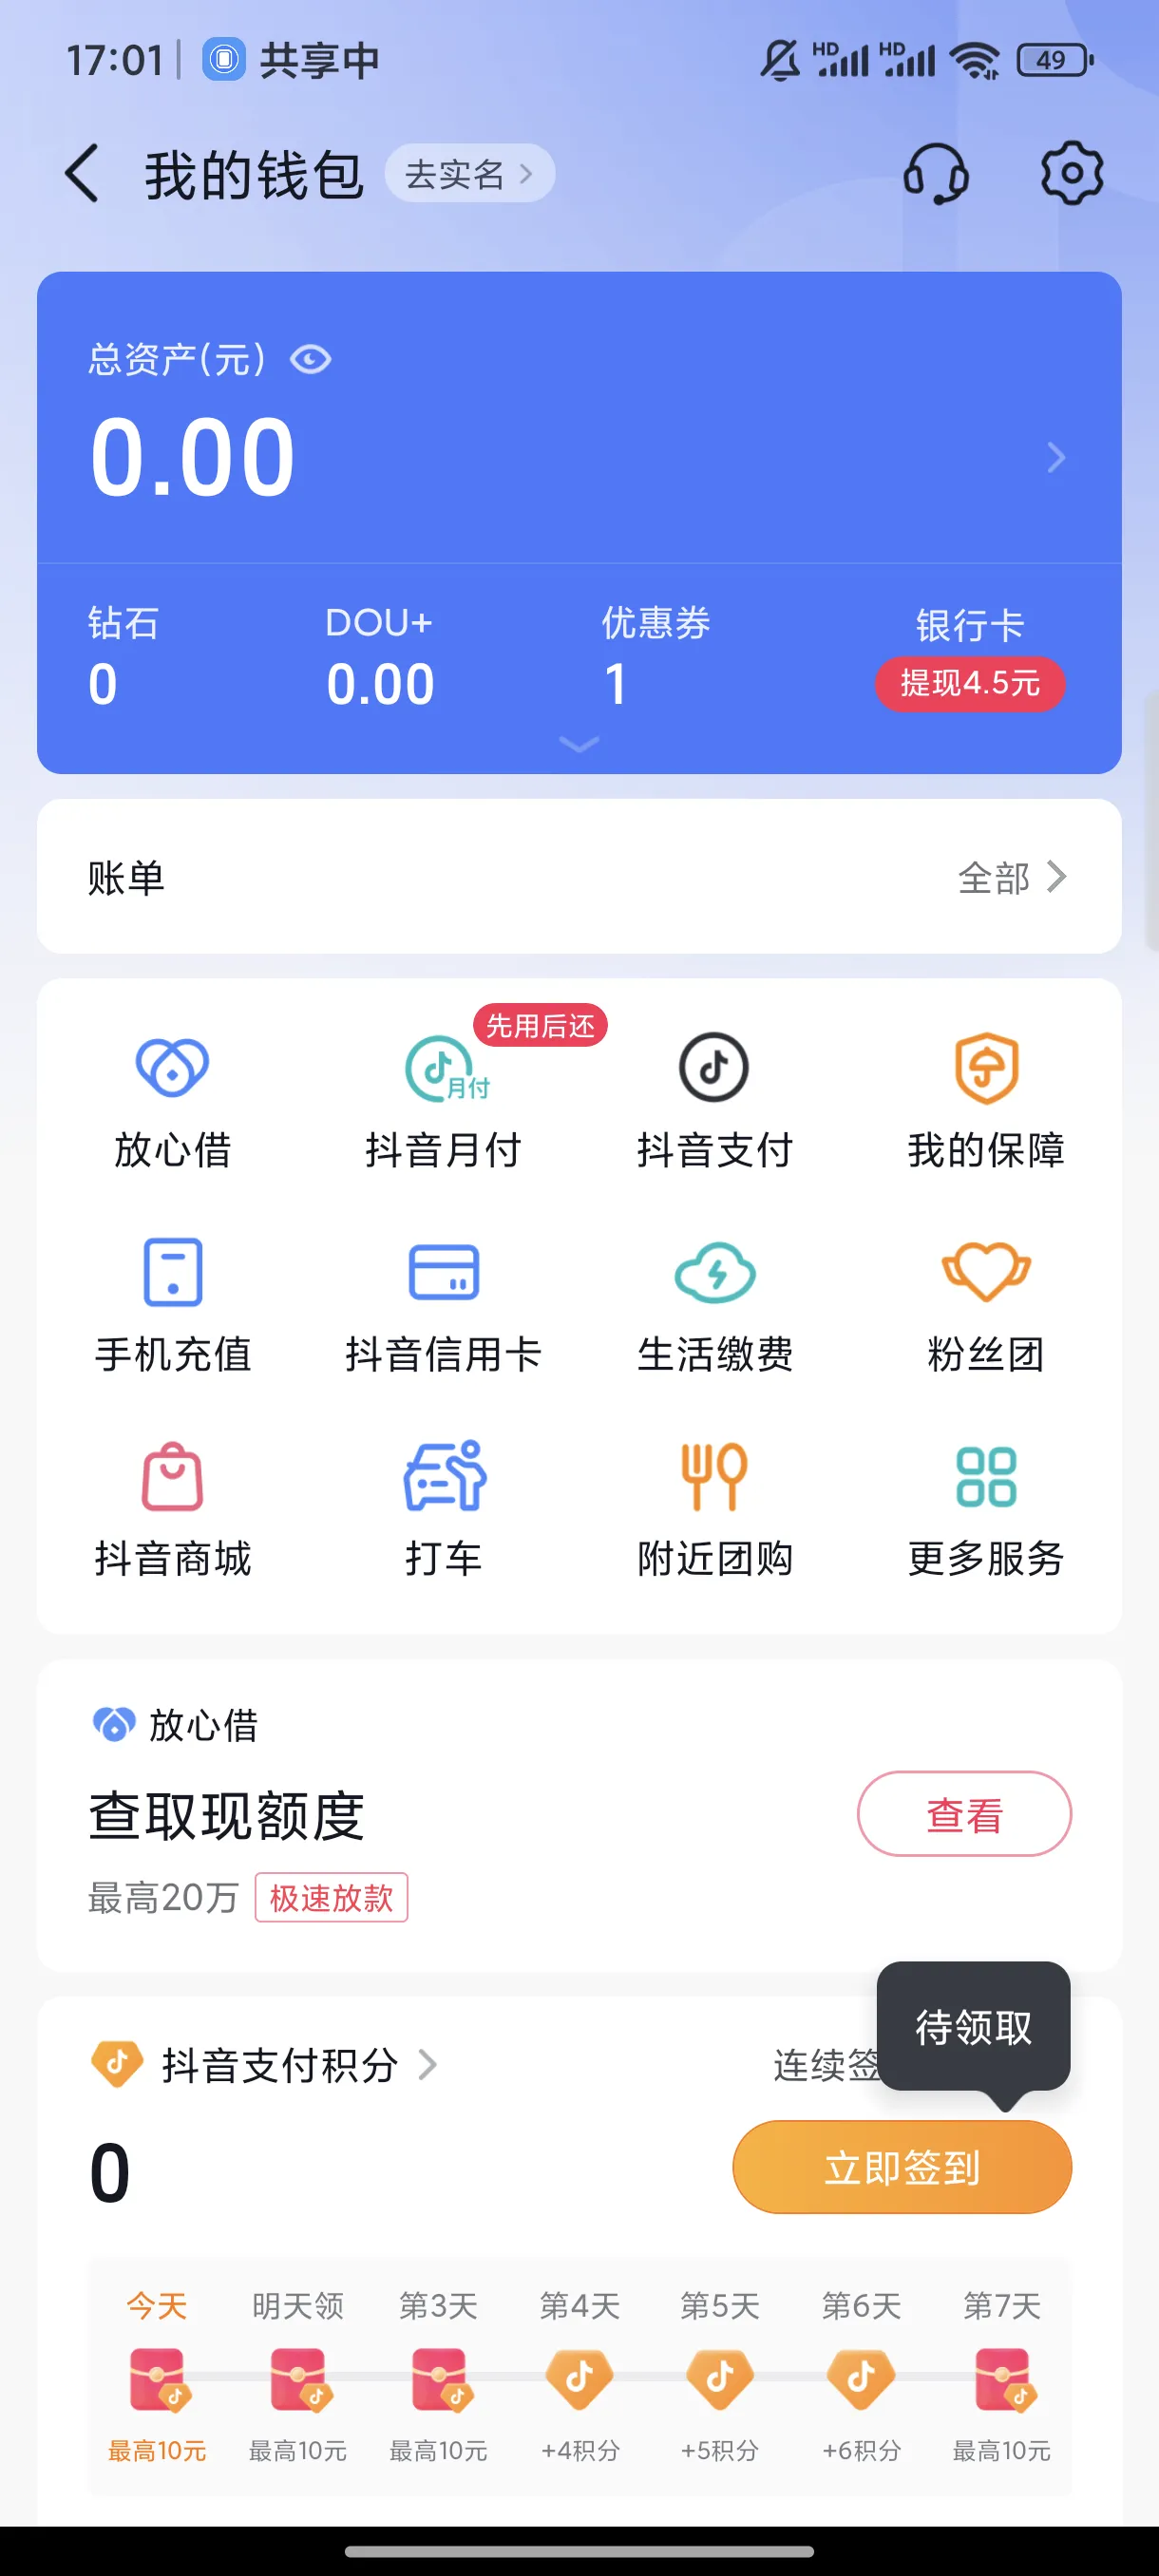 17:01 共享中 HD HD 49
我的钱包 去实名
总资产(元)
0.00
钻石 DOU+ 优惠券 银行卡
0 0.00 1 提现4.5元
账单 全部
先用后还
月付
放心借 抖音月付 抖音支付 我的保障
手机充值 抖音信用卡 生活缴费 粉丝团
抖音商城 打车 附近团购 更多服务
放心借
查取现额度 查看
最高20万 极速放款
待领取
抖音支付积分 连续签
0 立即签到
今天 明天领 第3天 第4天 第5天 第6天 第7天
最高10元 最高10元 最高10元 +4积分 +5积分 +6积分 最高10元